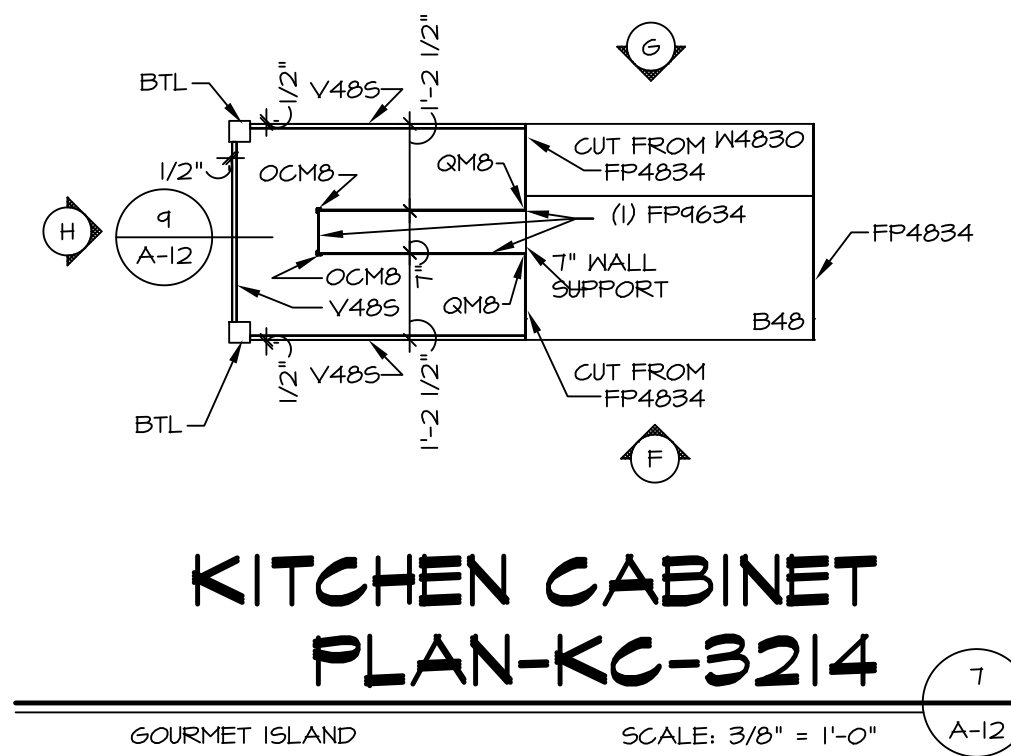 G
BTL
1/2"
V48S
1'-2 1/2"
CUT FROM
FP4834
W4830
1/2"
OCM8
QM8
H
9
A-12
(1) FP9634
FP4834
OCM8
7"
7" WALL
SUPPORT
V48S
QM8
B48
1/2"
V48S
1'-2 1/2"
CUT FROM
FP4834
BTL
F
KITCHEN CABINET
PLAN-KC-3214
7
A-12
GOURMET ISLAND
SCALE: 3/8" = 1'-0"